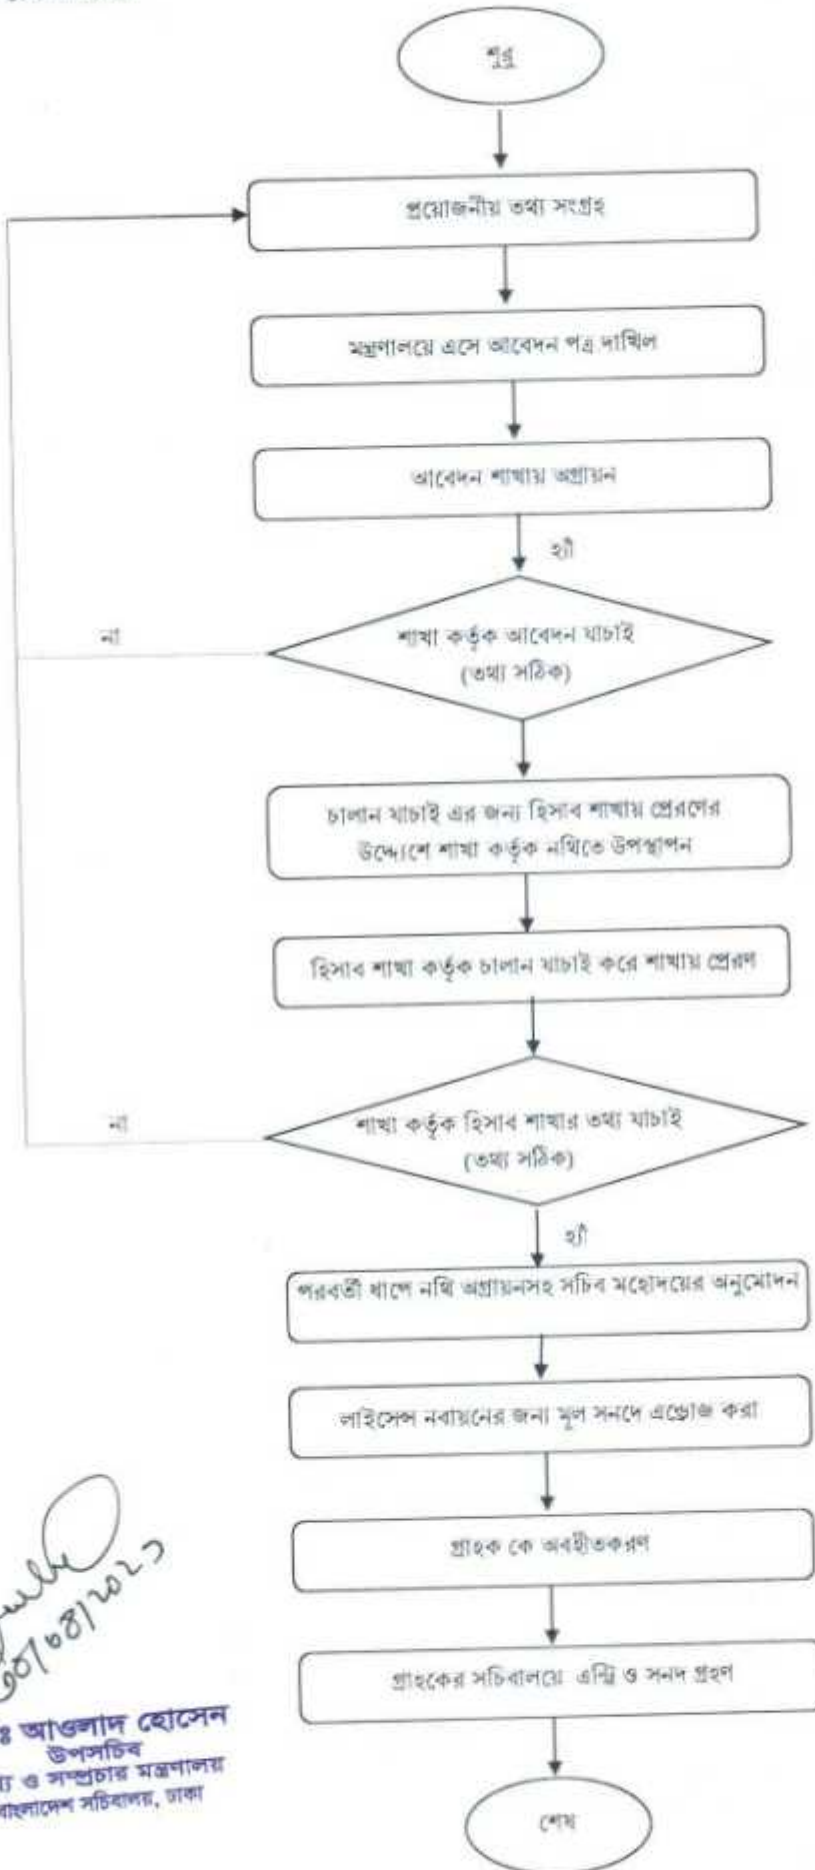 শুরু
প্রয়োজনীয় তথ্য সংগ্রহ
মন্ত্রণালয়ে এসে আবেদন পত্র দাখিল
আবেদন শাখায় অগ্রায়ন
হ্যাঁ
না
শাখা কর্তৃক আবেদন যাচাই
(তথ্য সঠিক)
চালান যাচাই এর জন্য হিসাব শাখায় প্রেরণের
উদ্দ্যেশে শাখা কর্তৃক নথিতে উপস্থাপন
হিসাব শাখা কর্তৃক চালান যাচাই করে শাখায় প্রেরণ
না
শাখা কর্তৃক হিসাব শাখার তথ্য যাচাই
(তথ্য সঠিক)
হ্যাঁ
পরবর্তী ধাপে নথি অগ্রায়নসহ সচিব মহোদয়ের অনুমোদন
লাইসেন্স নবায়নের জন্য মূল সনদে এন্ড্রোজ করা
গ্রাহক কে অবহীতকরণ
গ্রাহকের সচিবালয়ে এন্ট্রি ও সনদ গ্রহণ
আওলাদ হোসেন
উপসচিব
ও সম্প্রচার মন্ত্রণালয়
বাংলাদেশ সচিবালয়, ঢাকা
শেষ